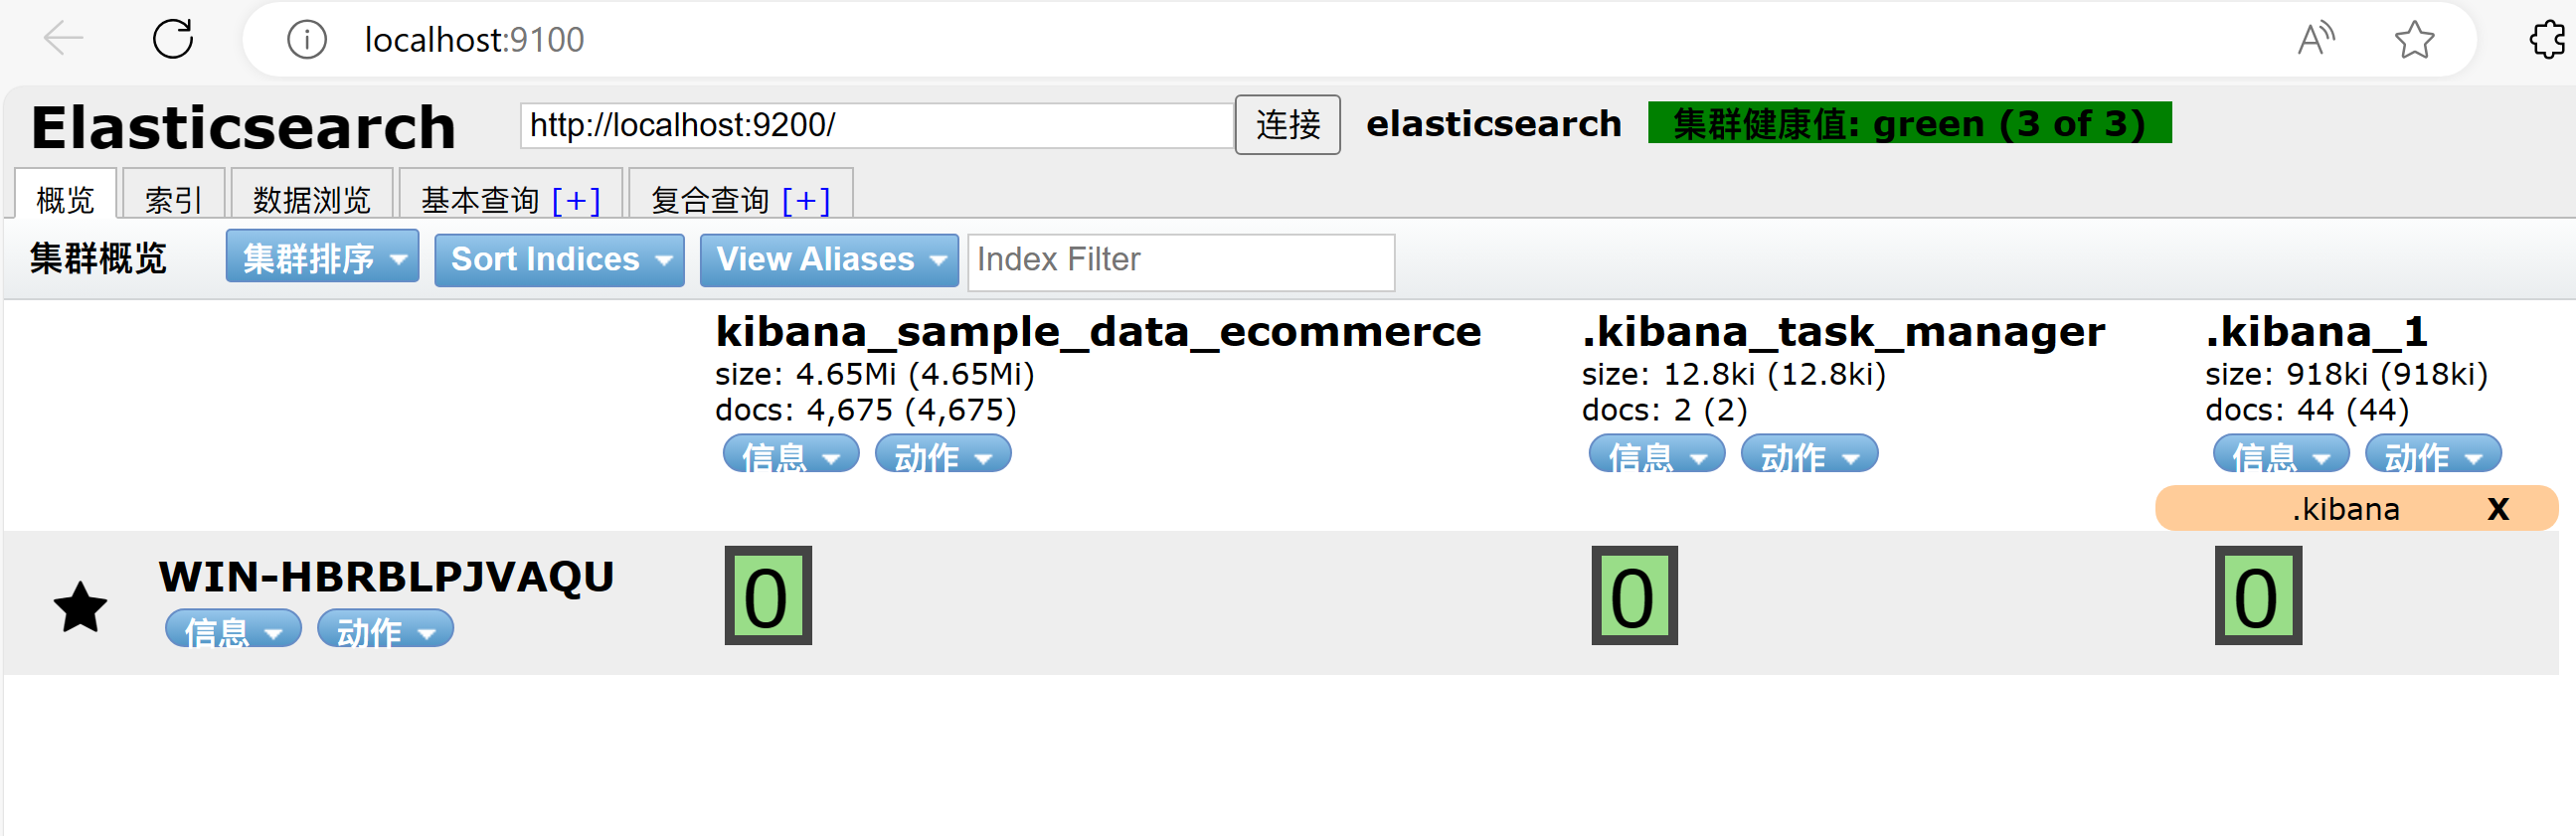 localhost:9100
Elasticsearch http://localhost:9200/ 连接 elasticsearch 集群健康值: green (3 of 3)
概览 索引 数据浏览 基本查询 [+] 复合查询 [+]
集群概览 集群排序 Sort Indices View Aliases Index Filter
kibana_sample_data_ecommerce .kibana_task_manager .kibana_1
size: 4.65Mi (4.65Mi) size: 12.8ki (12.8ki) size: 918ki (918ki)
docs: 4,675 (4,675) docs: 2 (2) docs: 44 (44)
信息 动作 信息 动作 信息 动作
.kibana X
WIN-HBRBLPJVAQU 0 0 0
信息 动作